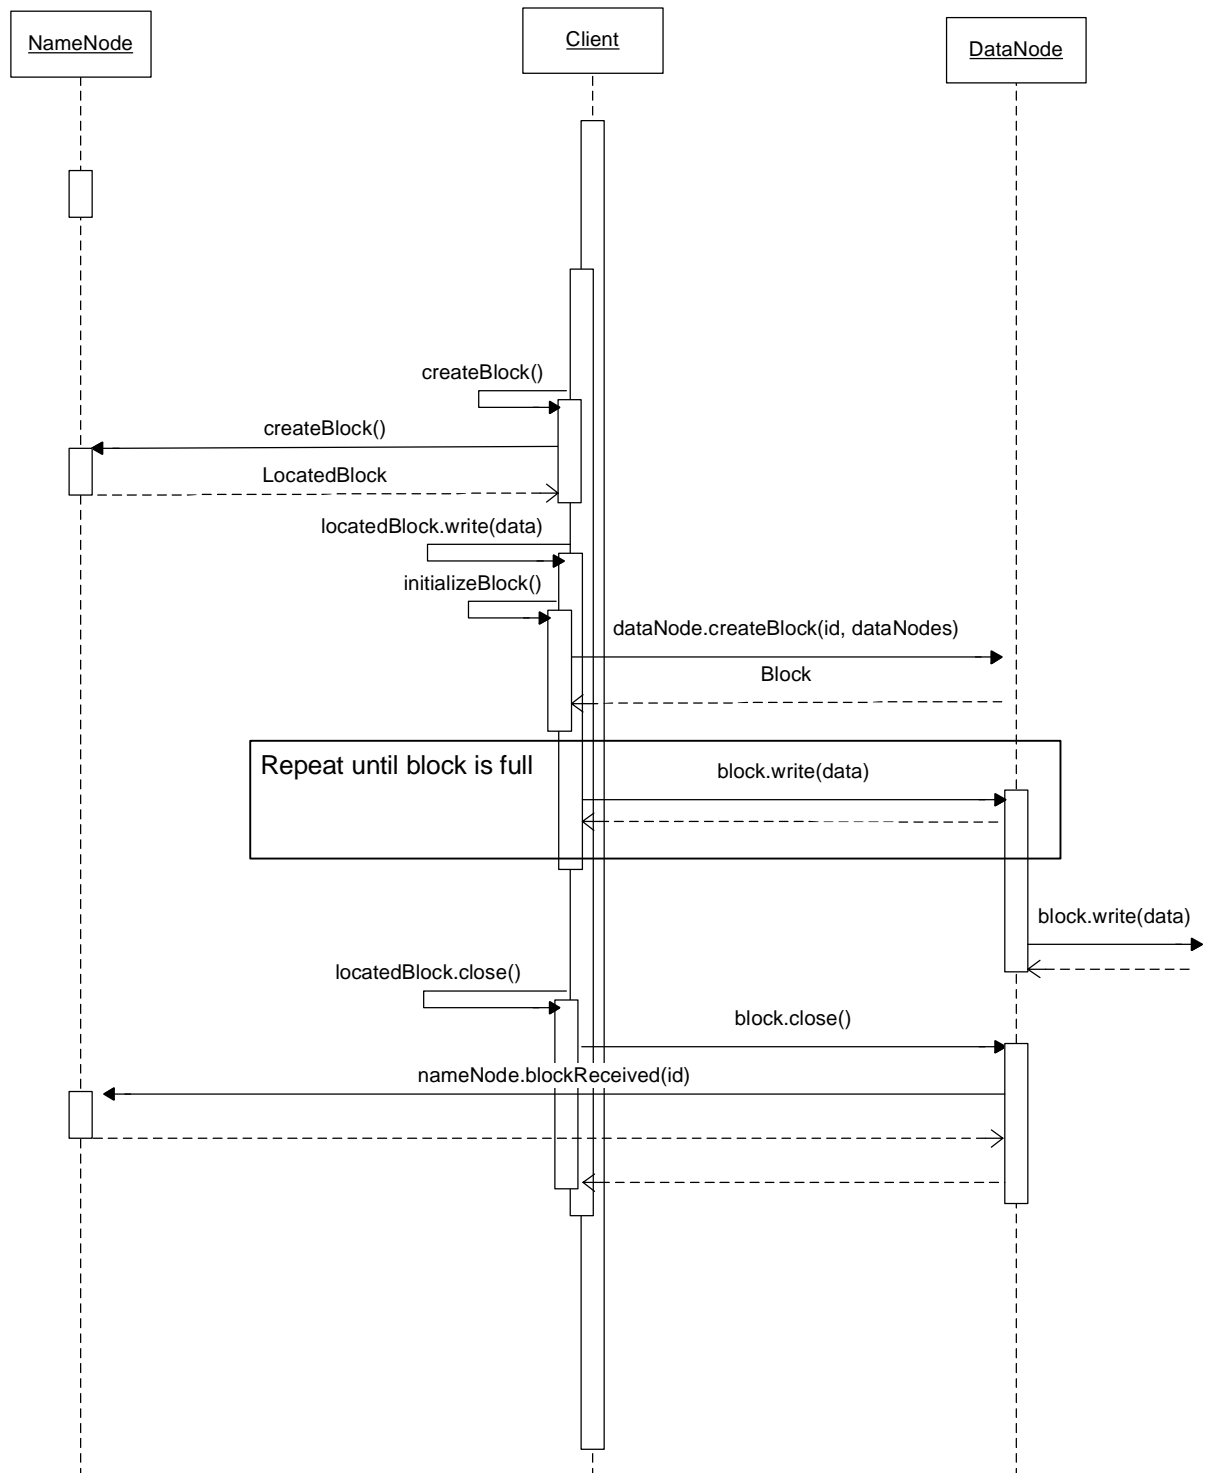 NameNode
Client
DataNode
createBlock()
createBlock()
LocatedBlock
locatedBlock.write(data)
initializeBlock()
dataNode.createBlock(id, dataNodes)
Block
Repeat until block is full
block.write(data)
block.write(data)
locatedBlock.close()
block.close()
nameNode.blockReceived(id)